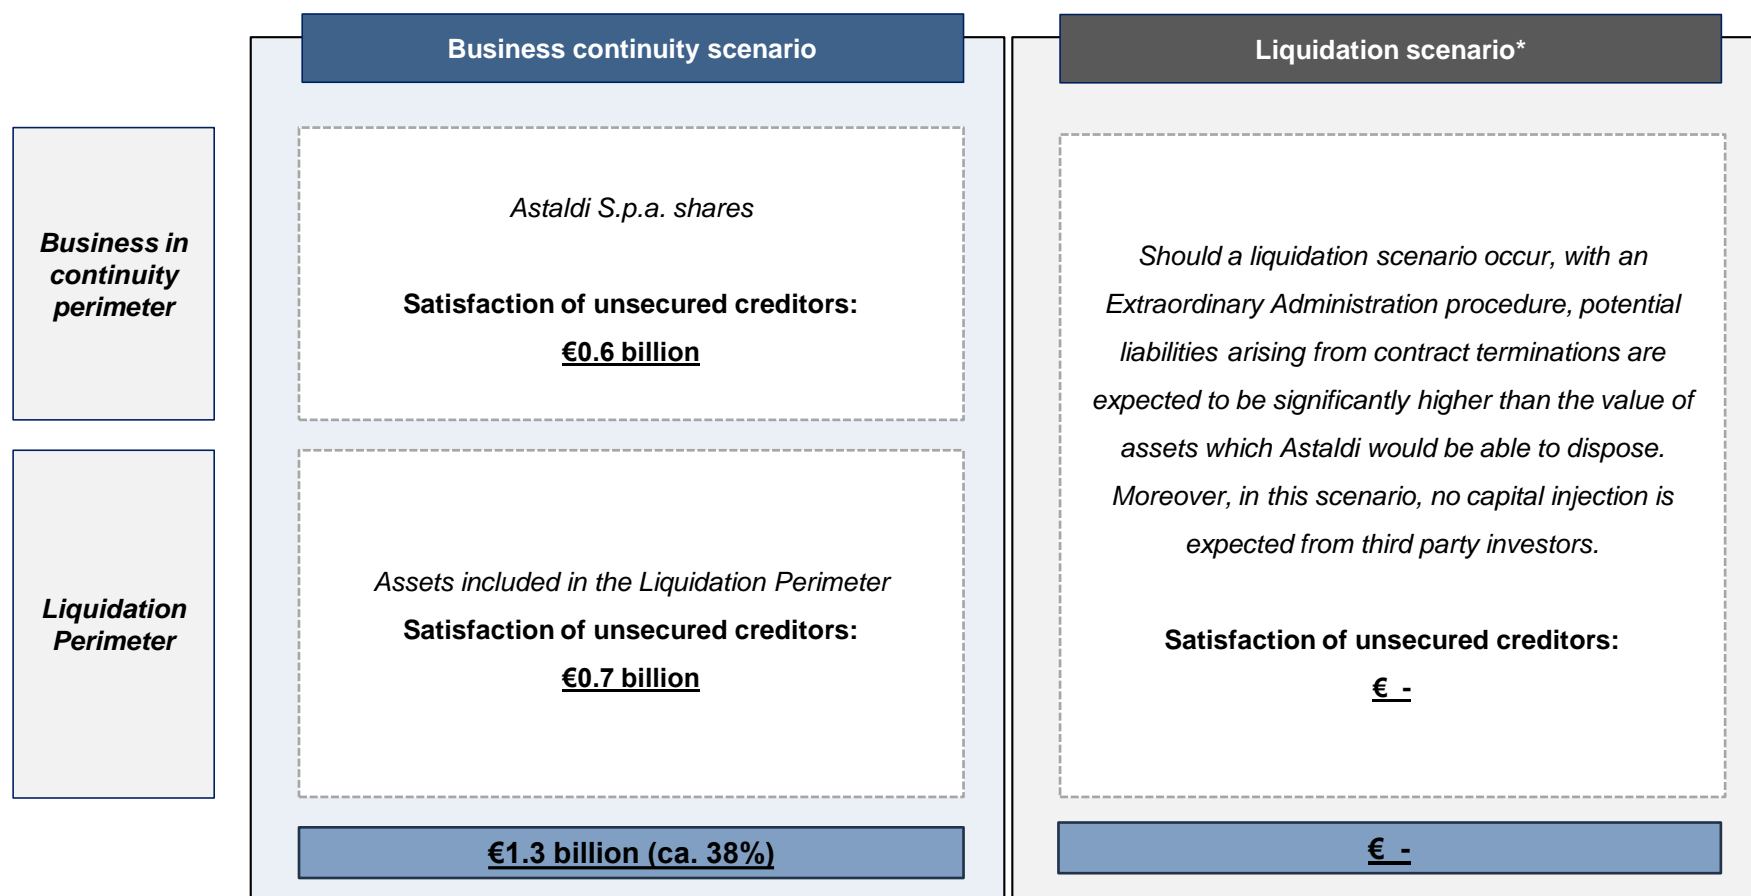 Business continuity scenario
Liquidation scenario*
Business in
continuity
perimeter
Astaldi S.p.a. shares
Satisfaction of unsecured creditors:
€0.6 billion
Liquidation
Perimeter
Assets included in the Liquidation Perimeter
Satisfaction of unsecured creditors:
€0.7 billion
Should a liquidation scenario occur, with an
Extraordinary Administration procedure, potential
liabilities arising from contract terminations are
expected to be significantly higher than the value of
assets which Astaldi would be able to dispose.
Moreover, in this scenario, no capital injection is
expected from third party investors.
Satisfaction of unsecured creditors:
€ -
€1.3 billion (ca. 38%)
€ -